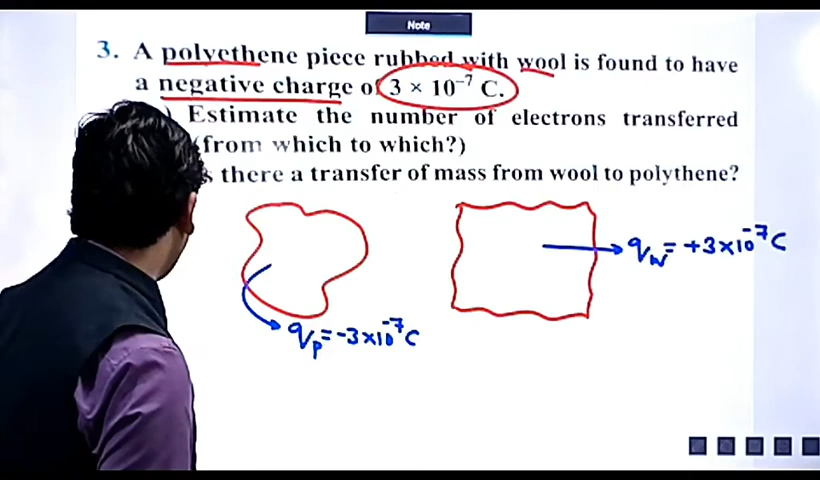 Note
3. A polyethene piece rubbed with wool is found to have
a negative charge of 3 × 10⁻⁷ C.
) Estimate the number of electrons transferred
(from which to which?)
s there a transfer of mass from wool to polythene?
q_w = +3×10⁻⁷ C
q_p = -3×10⁻⁷ C